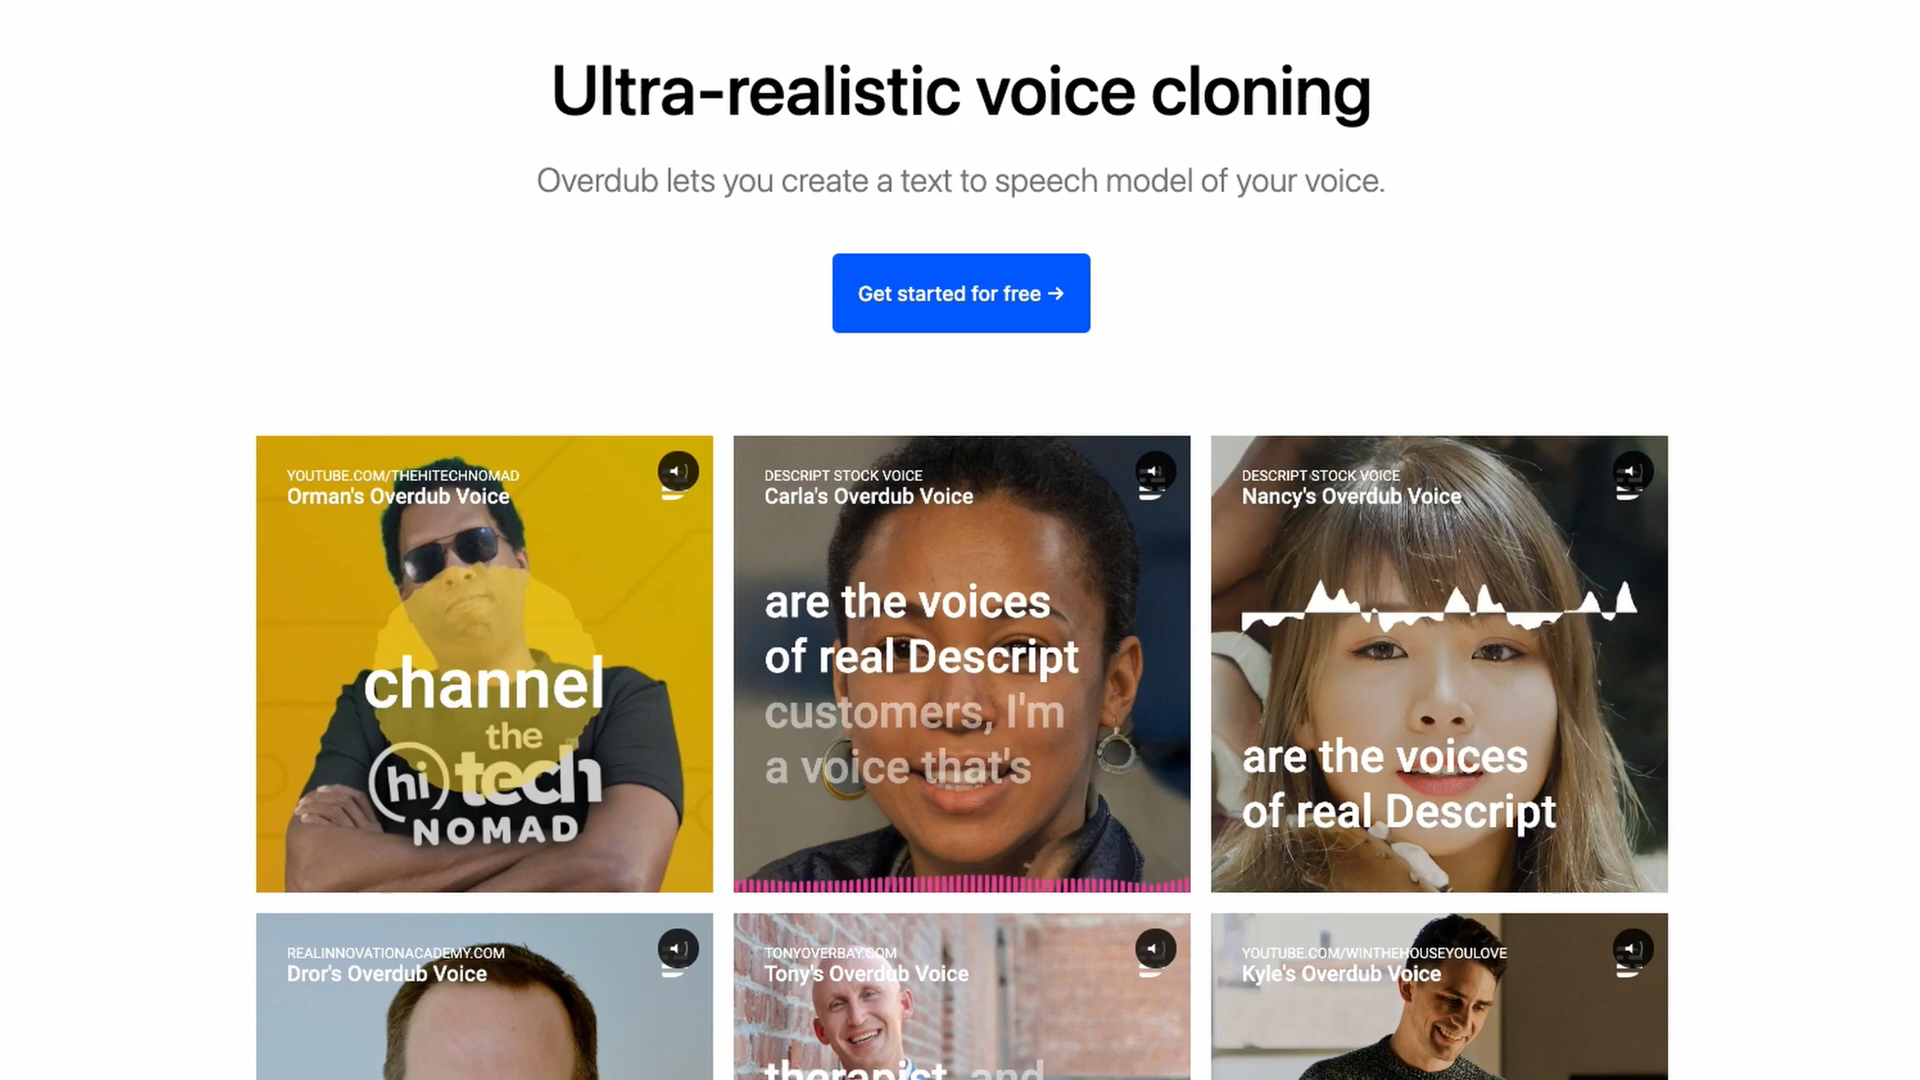 Ultra-realistic voice cloning
Overdub lets you create a text to speech model of your voice.
Get started for free →
YOUTUBE.COM/THEHITECHNOMAD
Orman's Overdub Voice
channel
the
hi tech
NOMAD
DESCRIPT STOCK VOICE
Carla's Overdub Voice
are the voices
of real Descript
customers, I'm
a voice that's
DESCRIPT STOCK VOICE
Nancy's Overdub Voice
are the voices
of real Descript
REALINNOVATIONACADEMY.COM
Dror's Overdub Voice
TONYOVERBAY.COM
Tony's Overdub Voice
therapist, and
YOUTUBE.COM/WINTHEHOUSEYOULOVE
Kyle's Overdub Voice